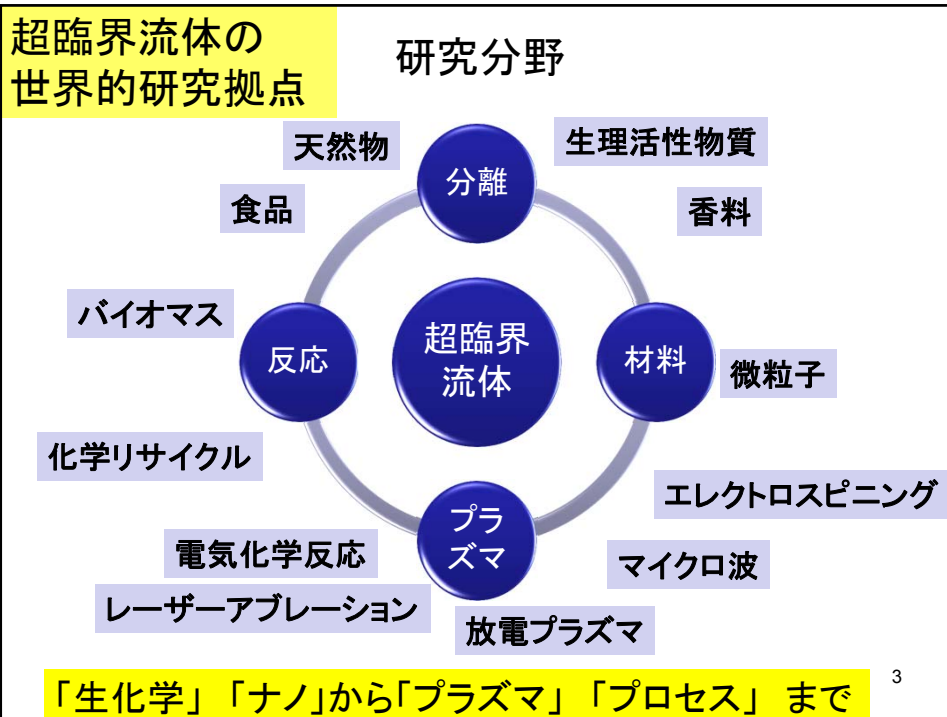 超臨界流体の
世界的研究拠点
研究分野
天然物
分離
生理活性物質
食品
香料
バイオマス
反応
超臨界
流体
材料
微粒子
化学リサイクル
エレクトロスピニング
プラ
ズマ
電気化学反応
マイクロ波
レーザーアブレーション
放電プラズマ
「生化学」「ナノ」から「プラズマ」「プロセス」 まで
3